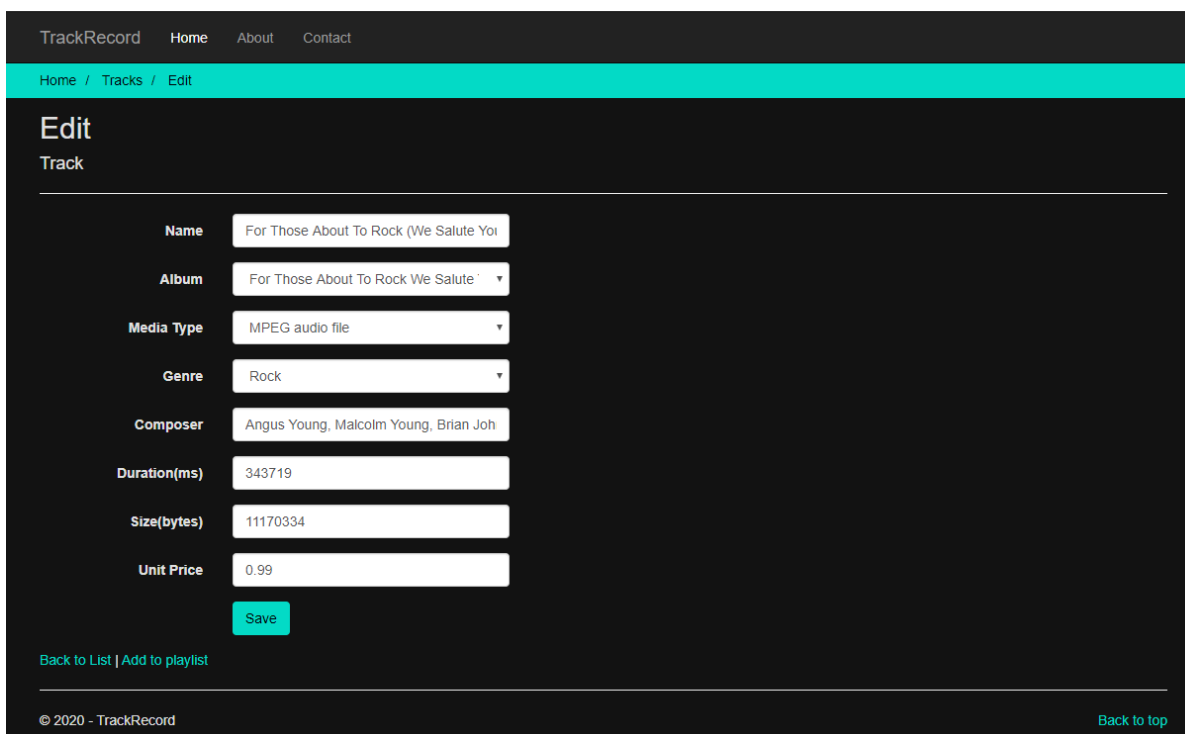 TrackRecord Home About Contact
Home / Tracks / Edit
Edit
Track
Name For Those About To Rock (We Salute You
Album For Those About To Rock We Salute
Media Type MPEG audio file
Genre Rock
Composer Angus Young, Malcolm Young, Brian Joh
Duration(ms) 343719
Size(bytes) 11170334
Unit Price 0.99
Save
Back to List | Add to playlist
© 2020 - TrackRecord Back to top